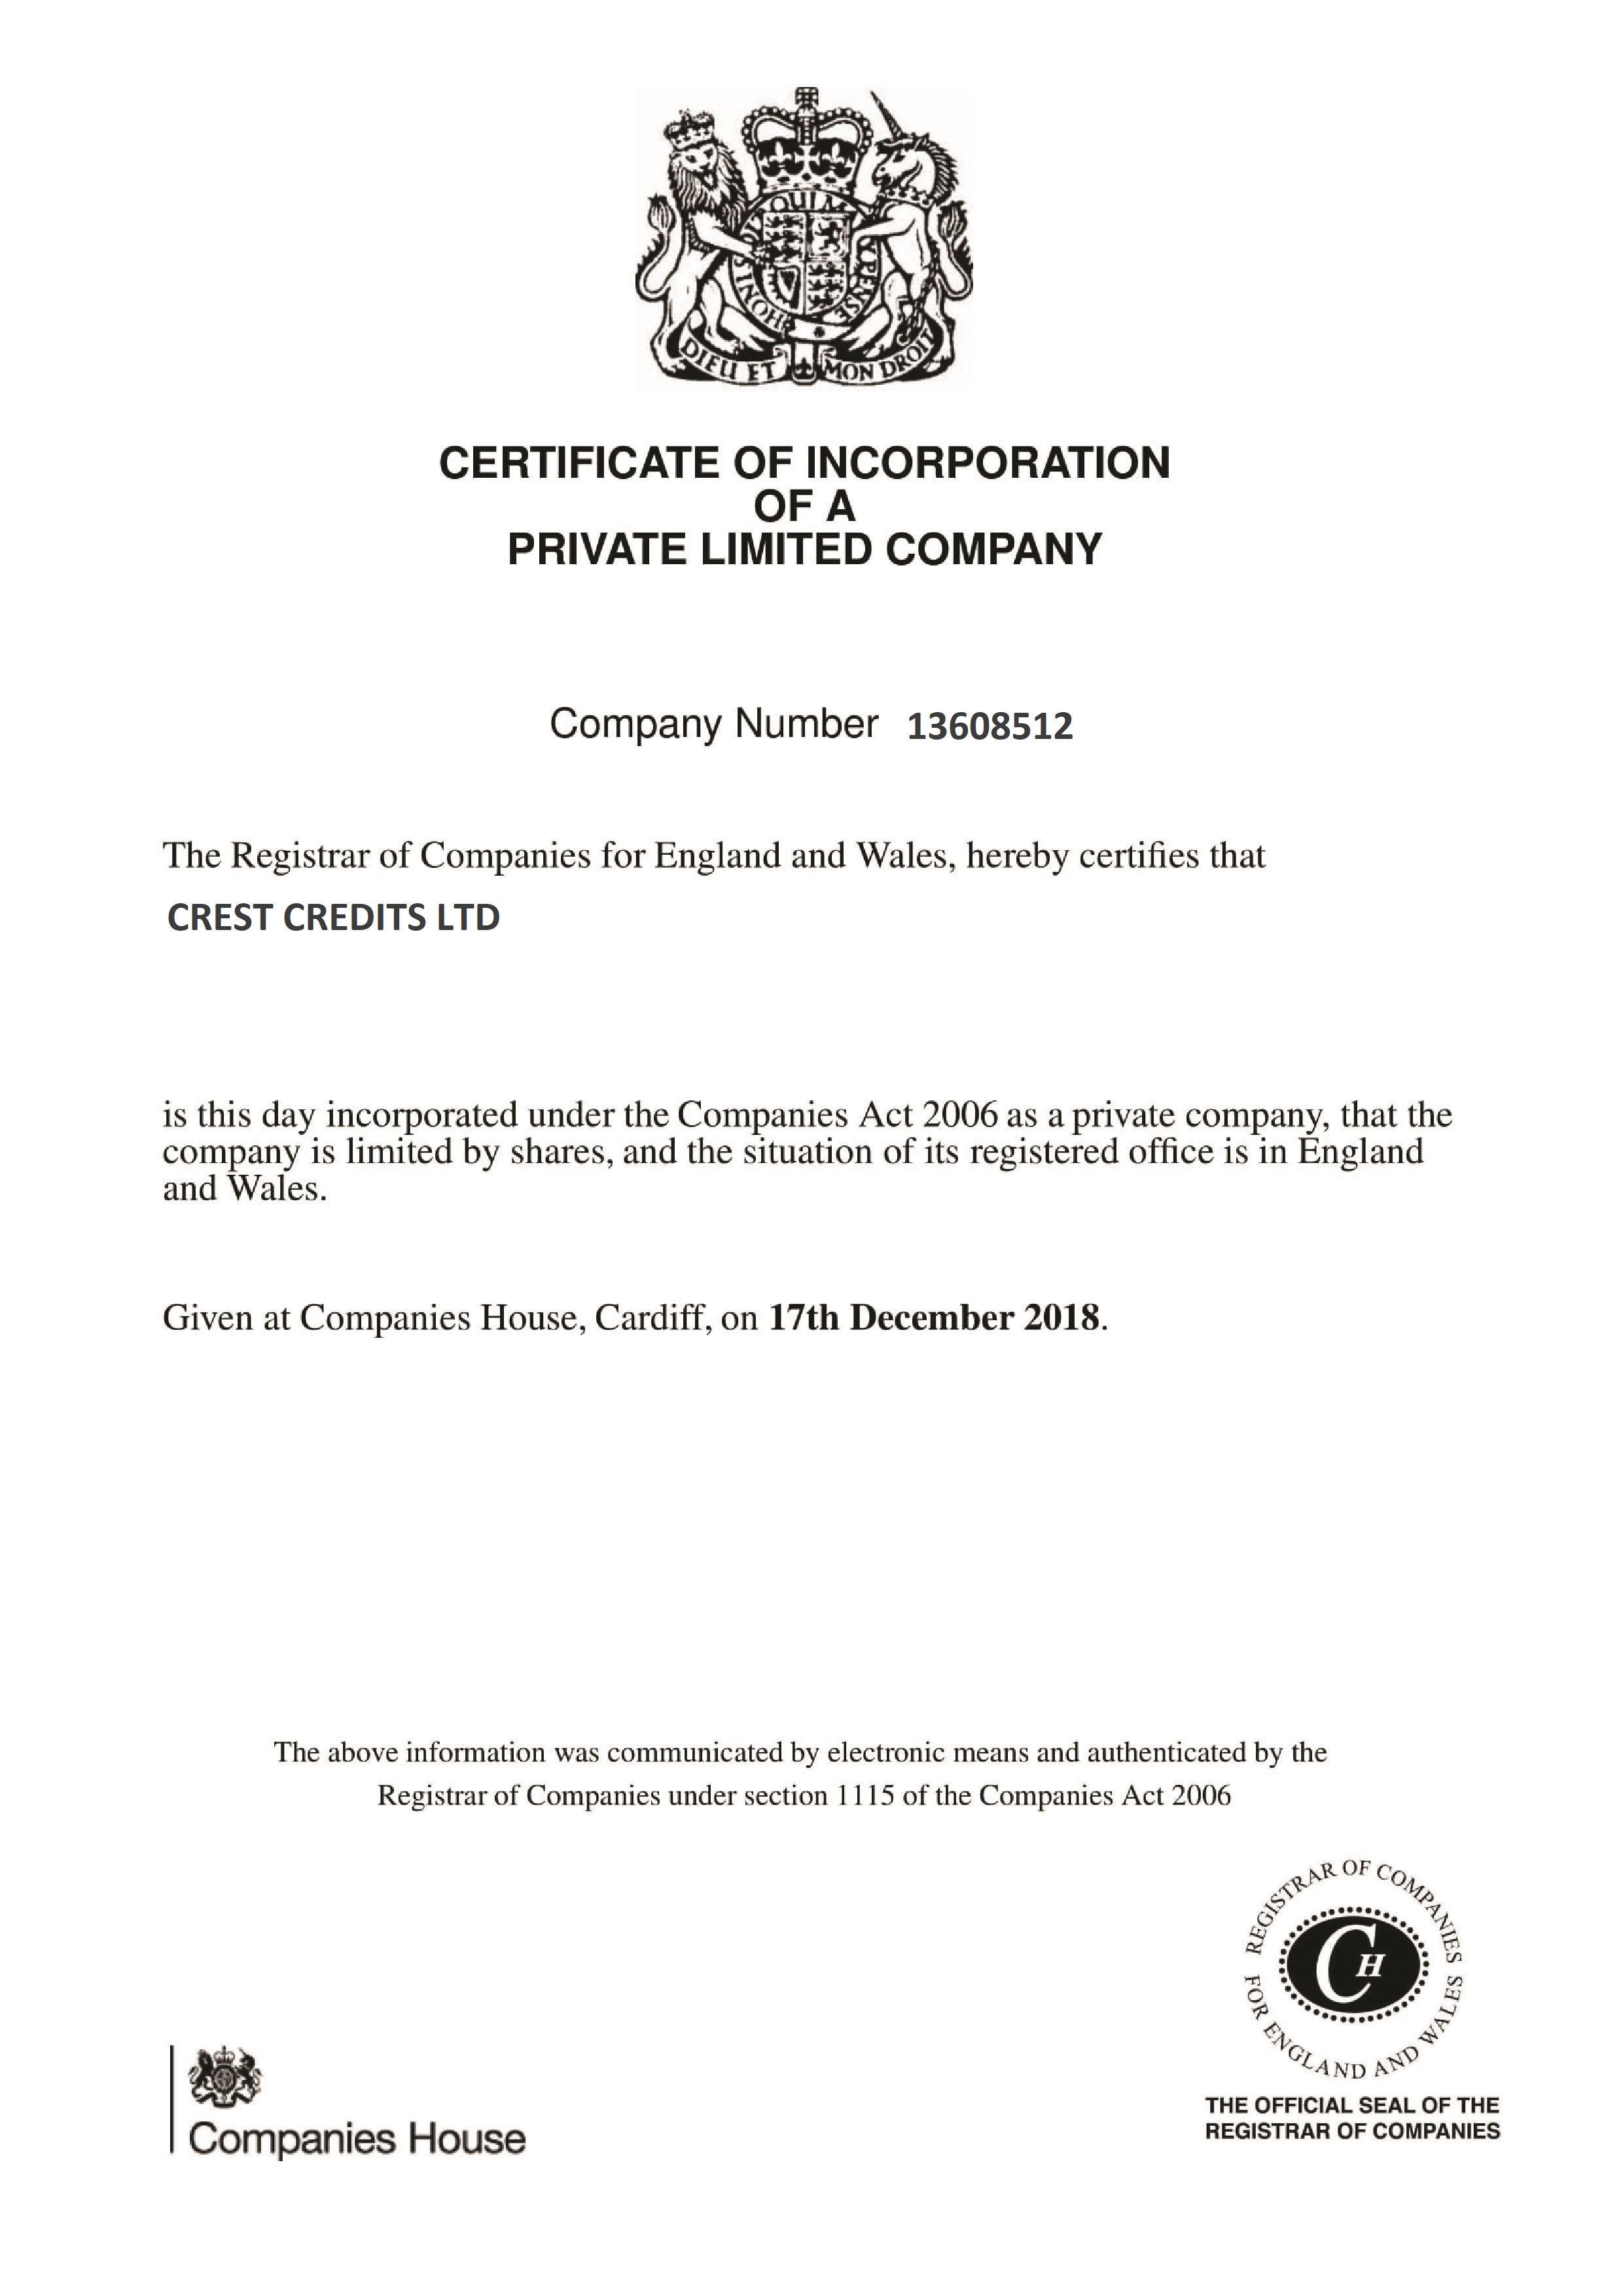 HONI S QUI M Y PENSE
DIEU ET MON DROIT
CERTIFICATE OF INCORPORATION
OF A
PRIVATE LIMITED COMPANY
Company Number 13608512
The Registrar of Companies for England and Wales, hereby certifies that
CREST CREDITS LTD
is this day incorporated under the Companies Act 2006 as a private company, that the
company is limited by shares, and the situation of its registered office is in England
and Wales.
Given at Companies House, Cardiff, on 17th December 2018.
The above information was communicated by electronic means and authenticated by the
Registrar of Companies under section 1115 of the Companies Act 2006
REGISTRAR OF COMPANIES
FOR ENGLAND AND WALES
CH
THE OFFICIAL SEAL OF THE
REGISTRAR OF COMPANIES
Companies House